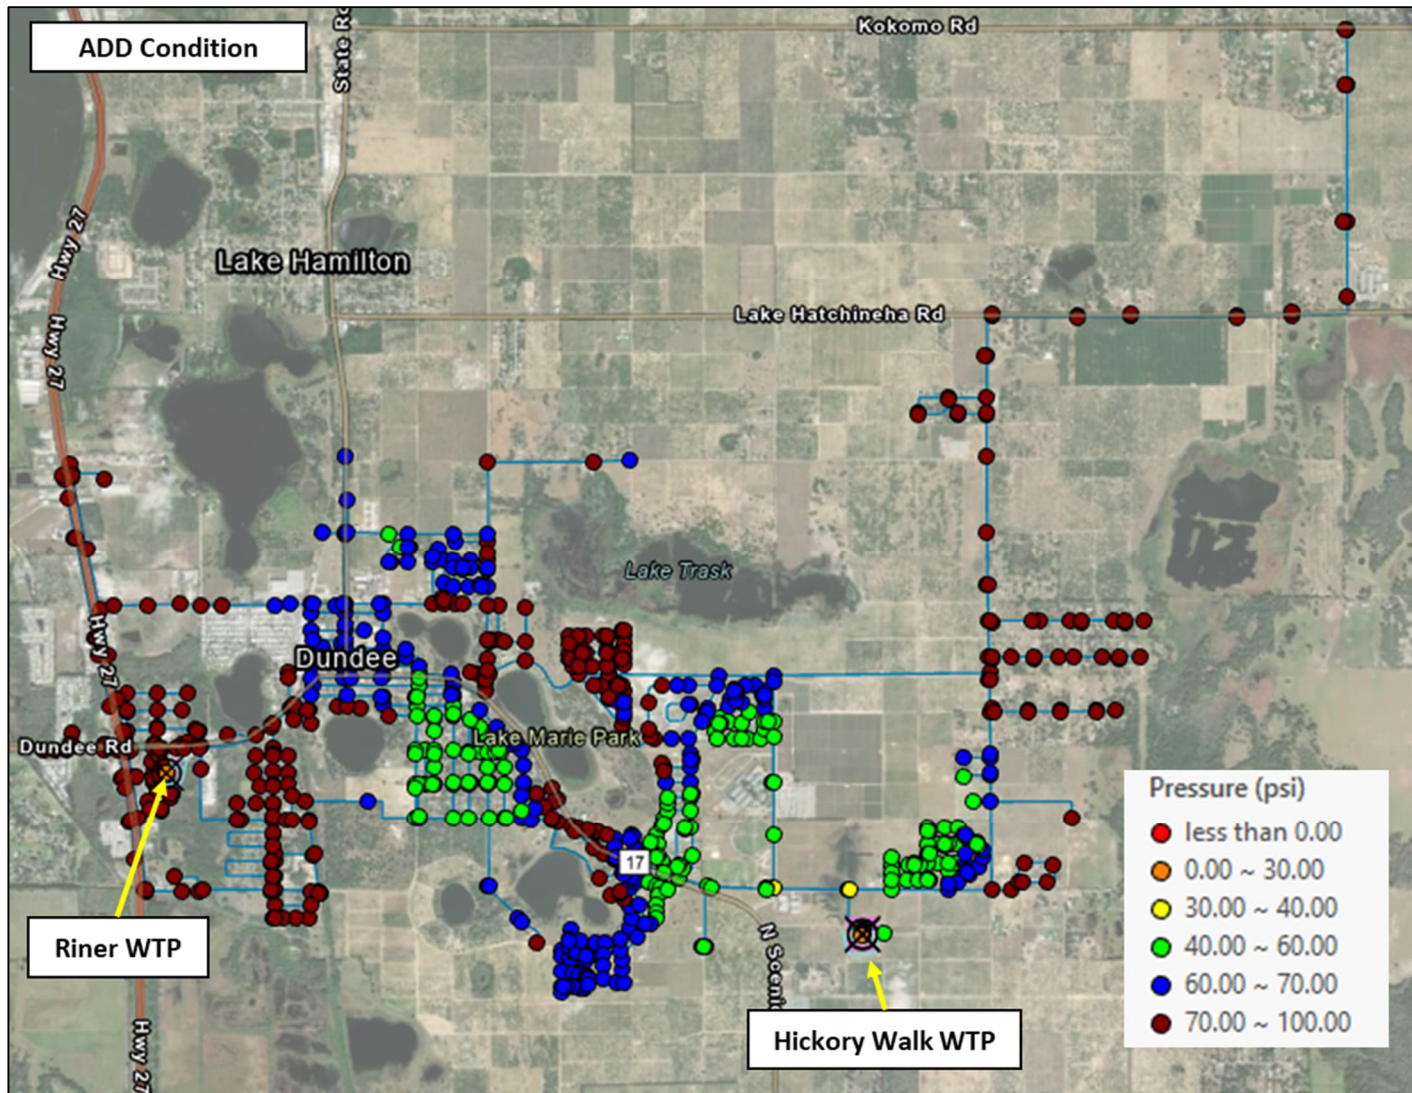 ADD Condition
State Rd
Kokomo Rd
Hwy 27
Lake Hamilton
Lake Hatchineha Rd
Hwy 27
Lake Trask
Hwy 27
Dundee
Lake Marie Park
Dundee Rd
17
Riner WTP
N Scenic
Hickory Walk WTP
Hwy 27
Pressure (psi)
less than 0.00
0.00 ~ 30.00
30.00 ~ 40.00
40.00 ~ 60.00
60.00 ~ 70.00
70.00 ~ 100.00